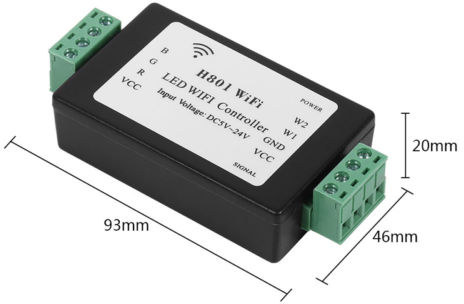 B
G
R
VCC
H801 WiFi
LED WIFI Controller
Input Voltage: DC5V~24V
POWER
W2
W1
GND
VCC
SIGNAL
20mm
93mm
46mm